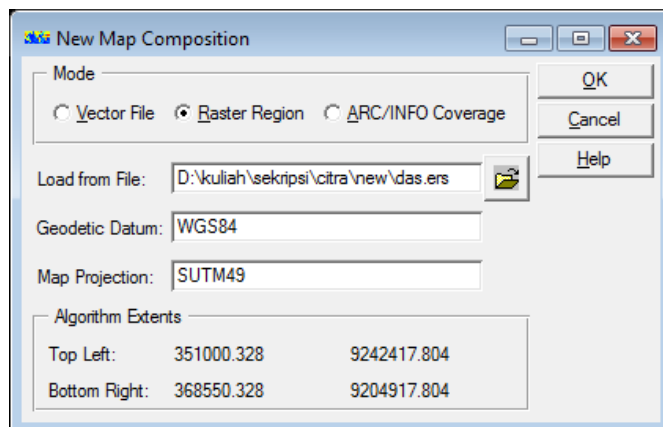 New Map Composition
Mode
Vector File Raster Region ARC/INFO Coverage
OK
Cancel
Help
Load from File: D:\kuliah\sekripsi\citra\new\das.ers
Geodetic Datum: WGS84
Map Projection: SUTM49
Algorithm Extents
Top Left: 351000.328 9242417.804
Bottom Right: 368550.328 9204917.804